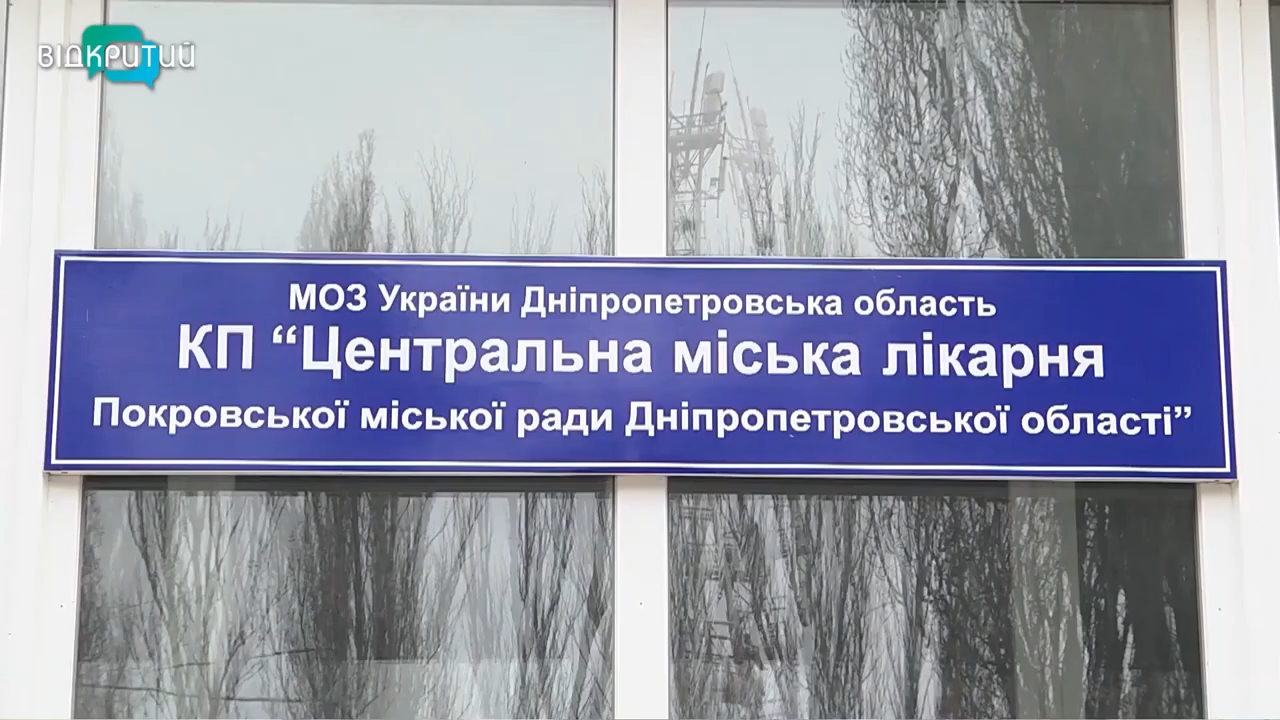 ВІДКРИТИЙ
МОЗ України Дніпропетровська область
КП “Центральна міська лікарня
Покровської міської ради Дніпропетровської області”